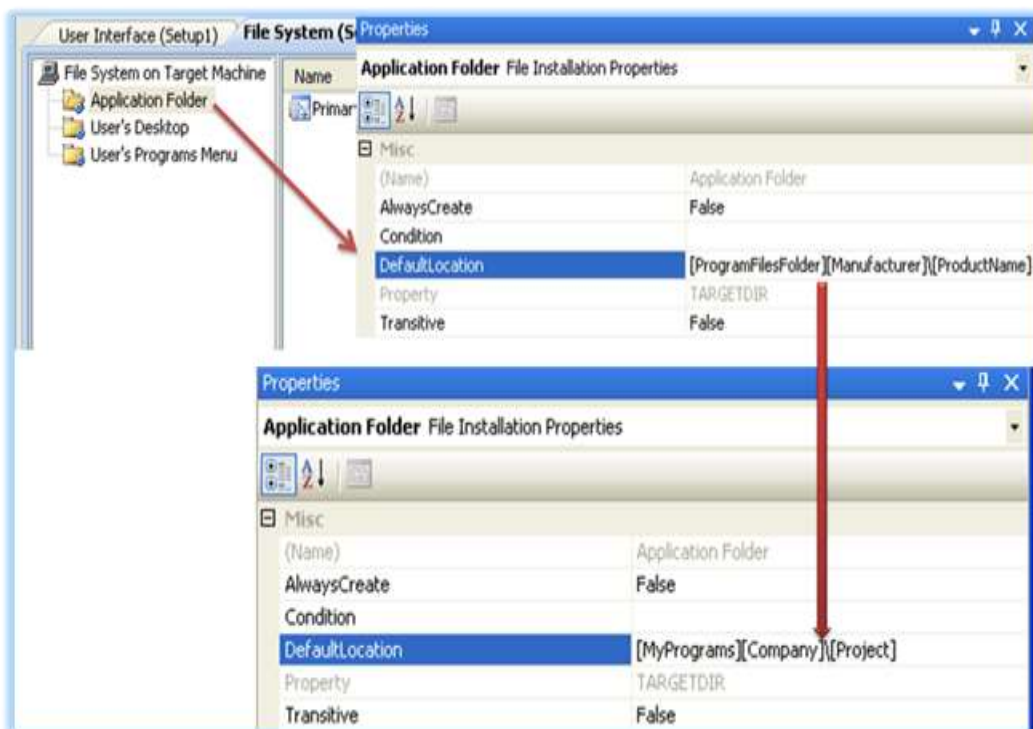 User Interface (Setup1)
File System (S
File System on Target Machine
Application Folder
User's Desktop
User's Programs Menu
Name
Primar
Properties
Application Folder File Installation Properties
Misc
(Name) Application Folder
AlwaysCreate False
Condition
DefaultLocation [ProgramFilesFolder][Manufacturer]\[ProductName]
Property TARGETDIR
Transitive False
Properties
Application Folder File Installation Properties
Misc
(Name) Application Folder
AlwaysCreate False
Condition
DefaultLocation [MyPrograms][Company]\[Project]
Property TARGETDIR
Transitive False